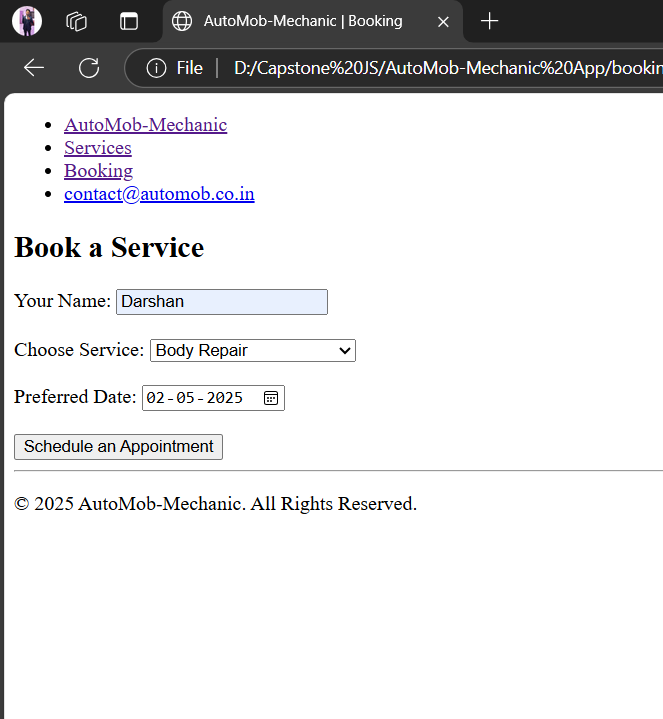 AutoMob-Mechanic | Booking
File | D:/Capstone%20JS/AutoMob-Mechanic%20App/bookin
AutoMob-Mechanic
Services
Booking
contact@automob.co.in
Book a Service
Your Name: Darshan
Choose Service: Body Repair
Preferred Date: 02-05-2025
Schedule an Appointment
© 2025 AutoMob-Mechanic. All Rights Reserved.